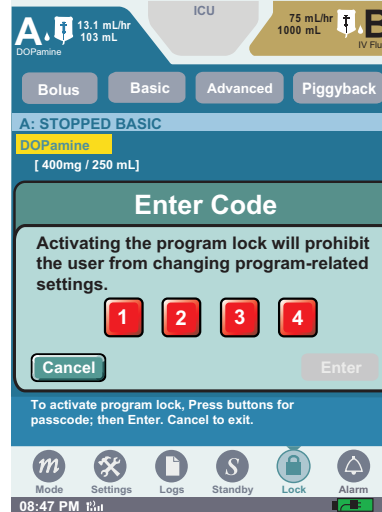 ICU
A
13.1 mL/hr
103 mL
DOPamine
75 mL/hr
1000 mL
B
IV Flu
Bolus
Basic
Advanced
Piggyback
A: STOPPED BASIC
DOPamine
[ 400mg / 250 mL]
Enter Code
Activating the program lock will prohibit
the user from changing program-related
settings.
1 2 3 4
Cancel
Enter
To activate program lock, Press buttons for
passcode; then Enter. Cancel to exit.
m
S
Mode
Settings
Logs
Standby
Lock
Alarm
08:47 PM